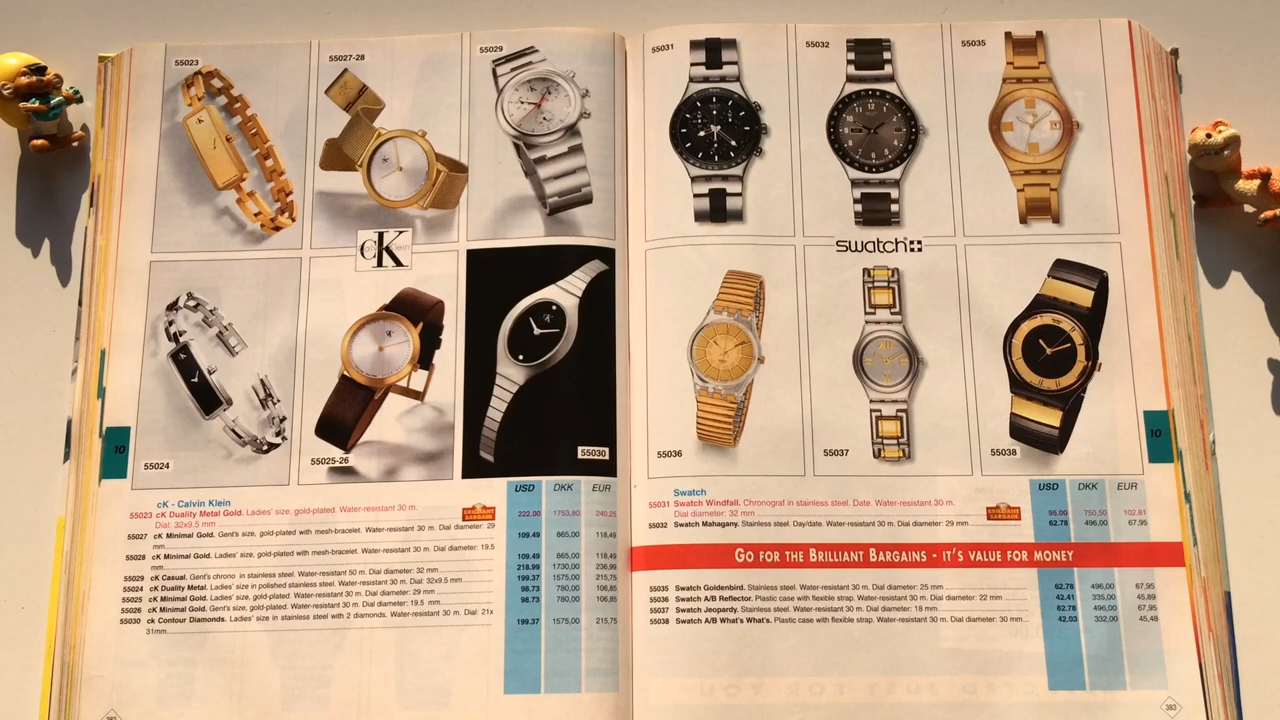 55023
55027-28
55029
cK
Calvin Klein
55024
55025-26
55030
10
cK - Calvin Klein
USD DKK EUR
55023 cK Duality Metal Gold. Ladies' size, gold-plated. Water-resistant 30 m.
Dial: 32x9.5 mm BRILLIANT BARGAIN 222.00 1753,80 240,25
55027 cK Minimal Gold. Gent's size, gold-plated with mesh-bracelet. Water-resistant 30 m. Dial diameter: 29
mm 109.49 865,00 118,49
55028 cK Minimal Gold. Ladies' size, gold-plated with mesh-bracelet. Water-resistant 30 m. Dial diameter: 19.5
mm 109.49 865,00 118,49
55029 cK Casual. Gent's chrono in stainless steel. Water-resistant 50 m. Dial diameter: 32 mm 218.99 1730,00 236,99
55024 cK Duality Metal. Ladies' size in polished stainless steel. Water-resistant 30 m. Dial: 32x9.5 mm 199.37 1575,00 215,75
55025 cK Minimal Gold. Ladies' size, gold-plated. Water-resistant 30 m. Dial diameter: 29 mm 98.73 780,00 106,85
55026 cK Minimal Gold. Gent's size, gold-plated. Water-resistant 30 m. Dial diameter: 19.5 mm 98.73 780,00 106,85
55030 ck Contour Diamonds. Ladies' size in stainless steel with 2 diamonds. Water-resistant 30 m. Dial: 21x
31mm 199.37 1575,00 215,75
382
55031
55032
55035
swatch
55036
55037
55038
10
Swatch
USD DKK EUR
55031 Swatch Windfall. Chronograf in stainless steel. Date. Water-resistant 30 m.
Dial diameter: 32 mm BRILLIANT BARGAIN 95.00 750,50 102,81
55032 Swatch Mahagany. Stainless steel. Day/date. Water-resistant 30 m. Dial diameter: 29 mm 62.78 496,00 67,95
GO FOR THE BRILLIANT BARGAINS - IT'S VALUE FOR MONEY
55035 Swatch Goldenbird. Stainless steel. Water-resistant 30 m. Dial diameter: 25 mm 62.78 496,00 67,95
55036 Swatch A/B Reflector. Plastic case with flexible strap. Water-resistant 30 m. Dial diameter: 22 mm 42.41 335,00 45,89
55037 Swatch Jeopardy. Stainless steel. Water-resistant 30 m. Dial diameter: 18 mm 62.78 496,00 67,95
55038 Swatch A/B What's What's. Plastic case with flexible strap. Water-resistant 30 m. Dial diameter: 30 mm 42.03 332,00 45,48
383